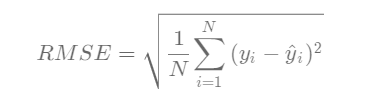 RMSE = \sqrt{\frac{1}{N}\sum_{i=1}^{N}(y_i - \hat{y}_i)^2}